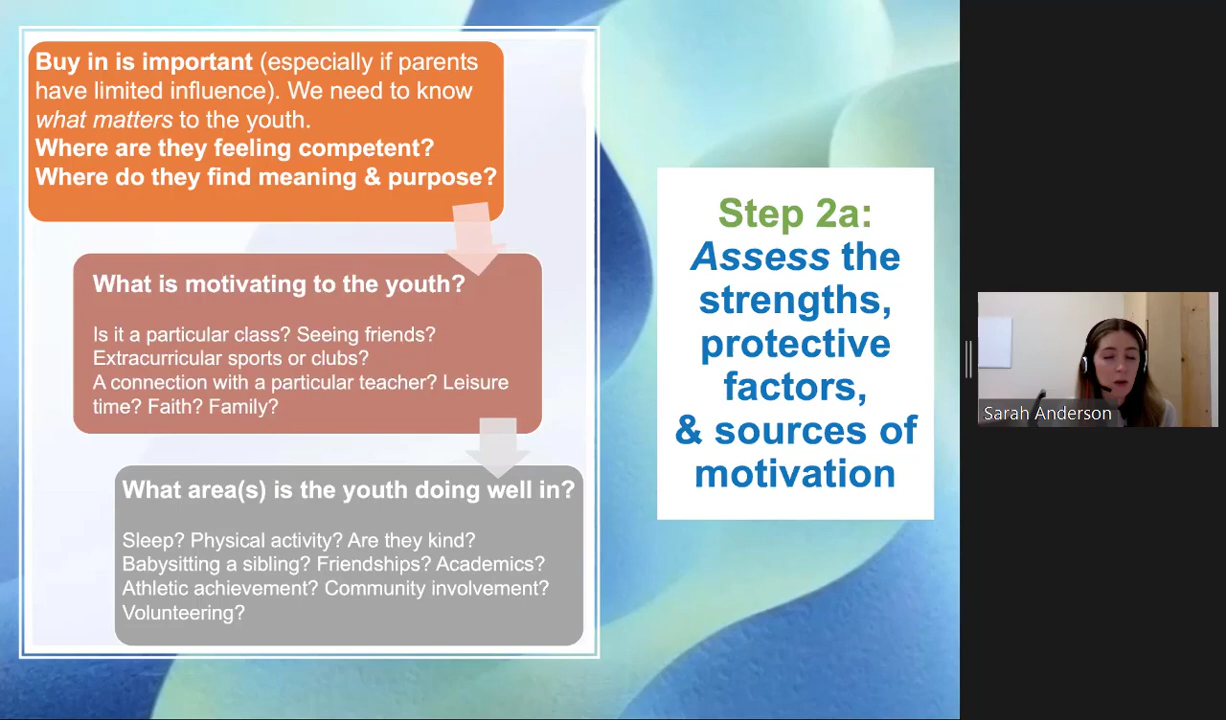 Buy in is important (especially if parents
have limited influence). We need to know
what matters to the youth.
Where are they feeling competent?
Where do they find meaning & purpose?
What is motivating to the youth?
Is it a particular class? Seeing friends?
Extracurricular sports or clubs?
A connection with a particular teacher? Leisure
time? Faith? Family?
What area(s) is the youth doing well in?
Sleep? Physical activity? Are they kind?
Babysitting a sibling? Friendships? Academics?
Athletic achievement? Community involvement?
Volunteering?
Step 2a:
Assess the
strengths,
protective
factors,
& sources of
motivation
Sarah Anderson